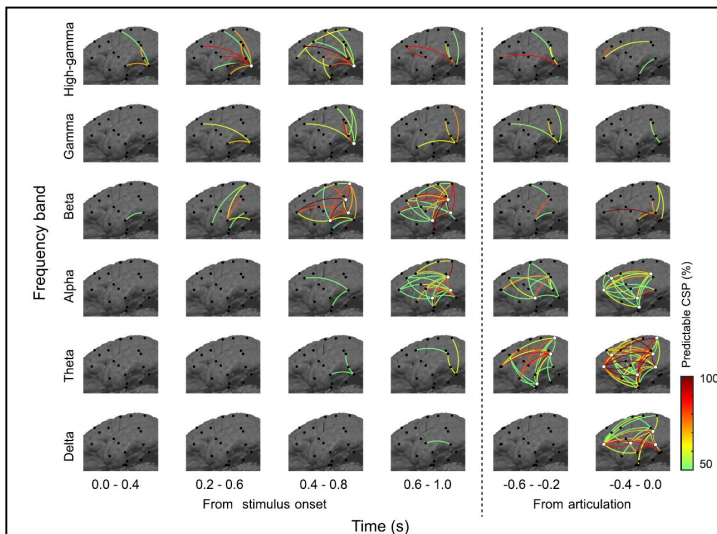 High-gamma
Gamma
Beta
Alpha
Theta
Delta
Frequency band
Predictable CSP (%)
100
50
0.0 - 0.4
0.2 - 0.6
0.4 - 0.8
0.6 - 1.0
-0.6 - -0.2
-0.4 - 0.0
From stimulus onset
From articulation
Time (s)